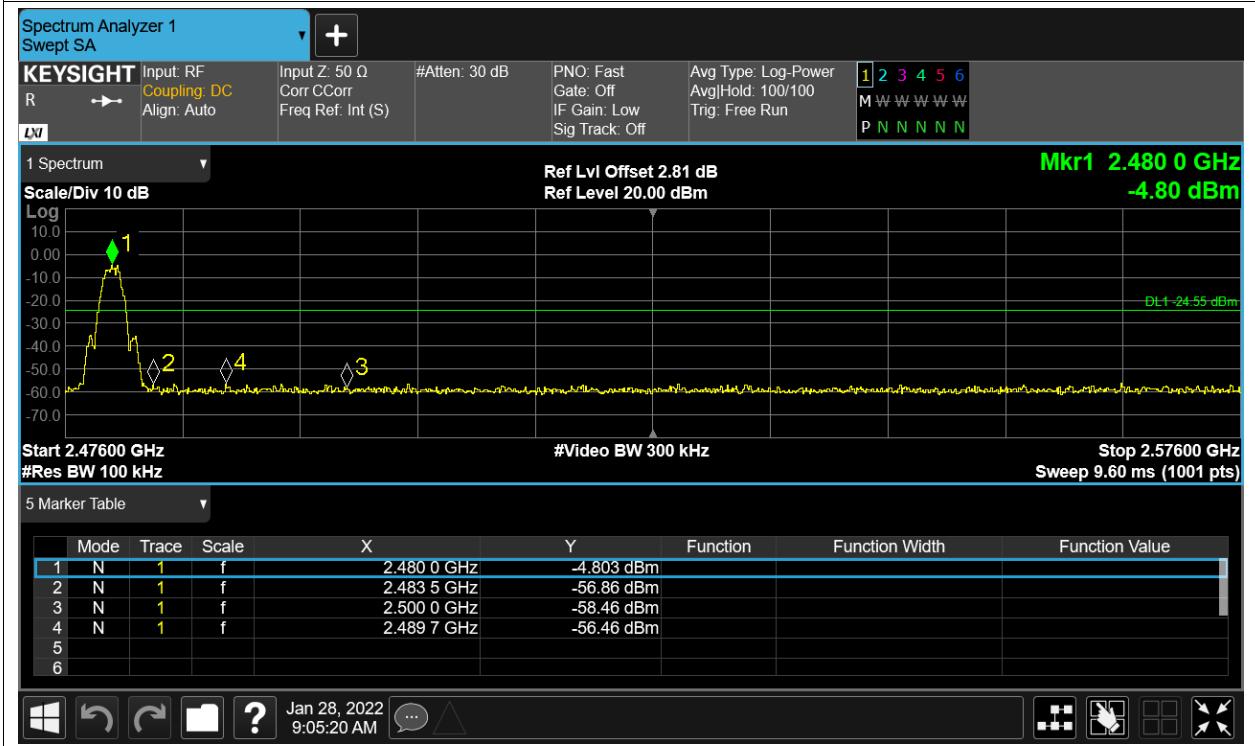 Spectrum Analyzer 1
Swept SA
+
KEYSIGHT Input: RF Input Z: 50 Ω #Atten: 30 dB PNO: Fast Avg Type: Log-Power 1 2 3 4 5 6
R Coupling: DC Corr CCorr Gate: Off Avg|Hold: 100/100 M W W W W W
Align: Auto Freq Ref: Int (S) IF Gain: Low Trig: Free Run
LXI Sig Track: Off P N N N N N
1 Spectrum Ref Lvl Offset 2.81 dB Mkr1 2.480 0 GHz
Scale/Div 10 dB Ref Level 20.00 dBm -4.80 dBm
Log
10.0
0.00
-10.0
-20.0
-30.0
-40.0
-50.0
-60.0
-70.0
1
DL1 -24.55 dBm
2 4 3
Start 2.47600 GHz #Video BW 300 kHz Stop 2.57600 GHz
#Res BW 100 kHz Sweep 9.60 ms (1001 pts)
5 Marker Table
Mode Trace Scale X Y Function Function Width Function Value
1 N 1 f 2.480 0 GHz -4.803 dBm
2 N 1 f 2.483 5 GHz -56.86 dBm
3 N 1 f 2.500 0 GHz -58.46 dBm
4 N 1 f 2.489 7 GHz -56.46 dBm
5
6
? Jan 28, 2022
9:05:20 AM